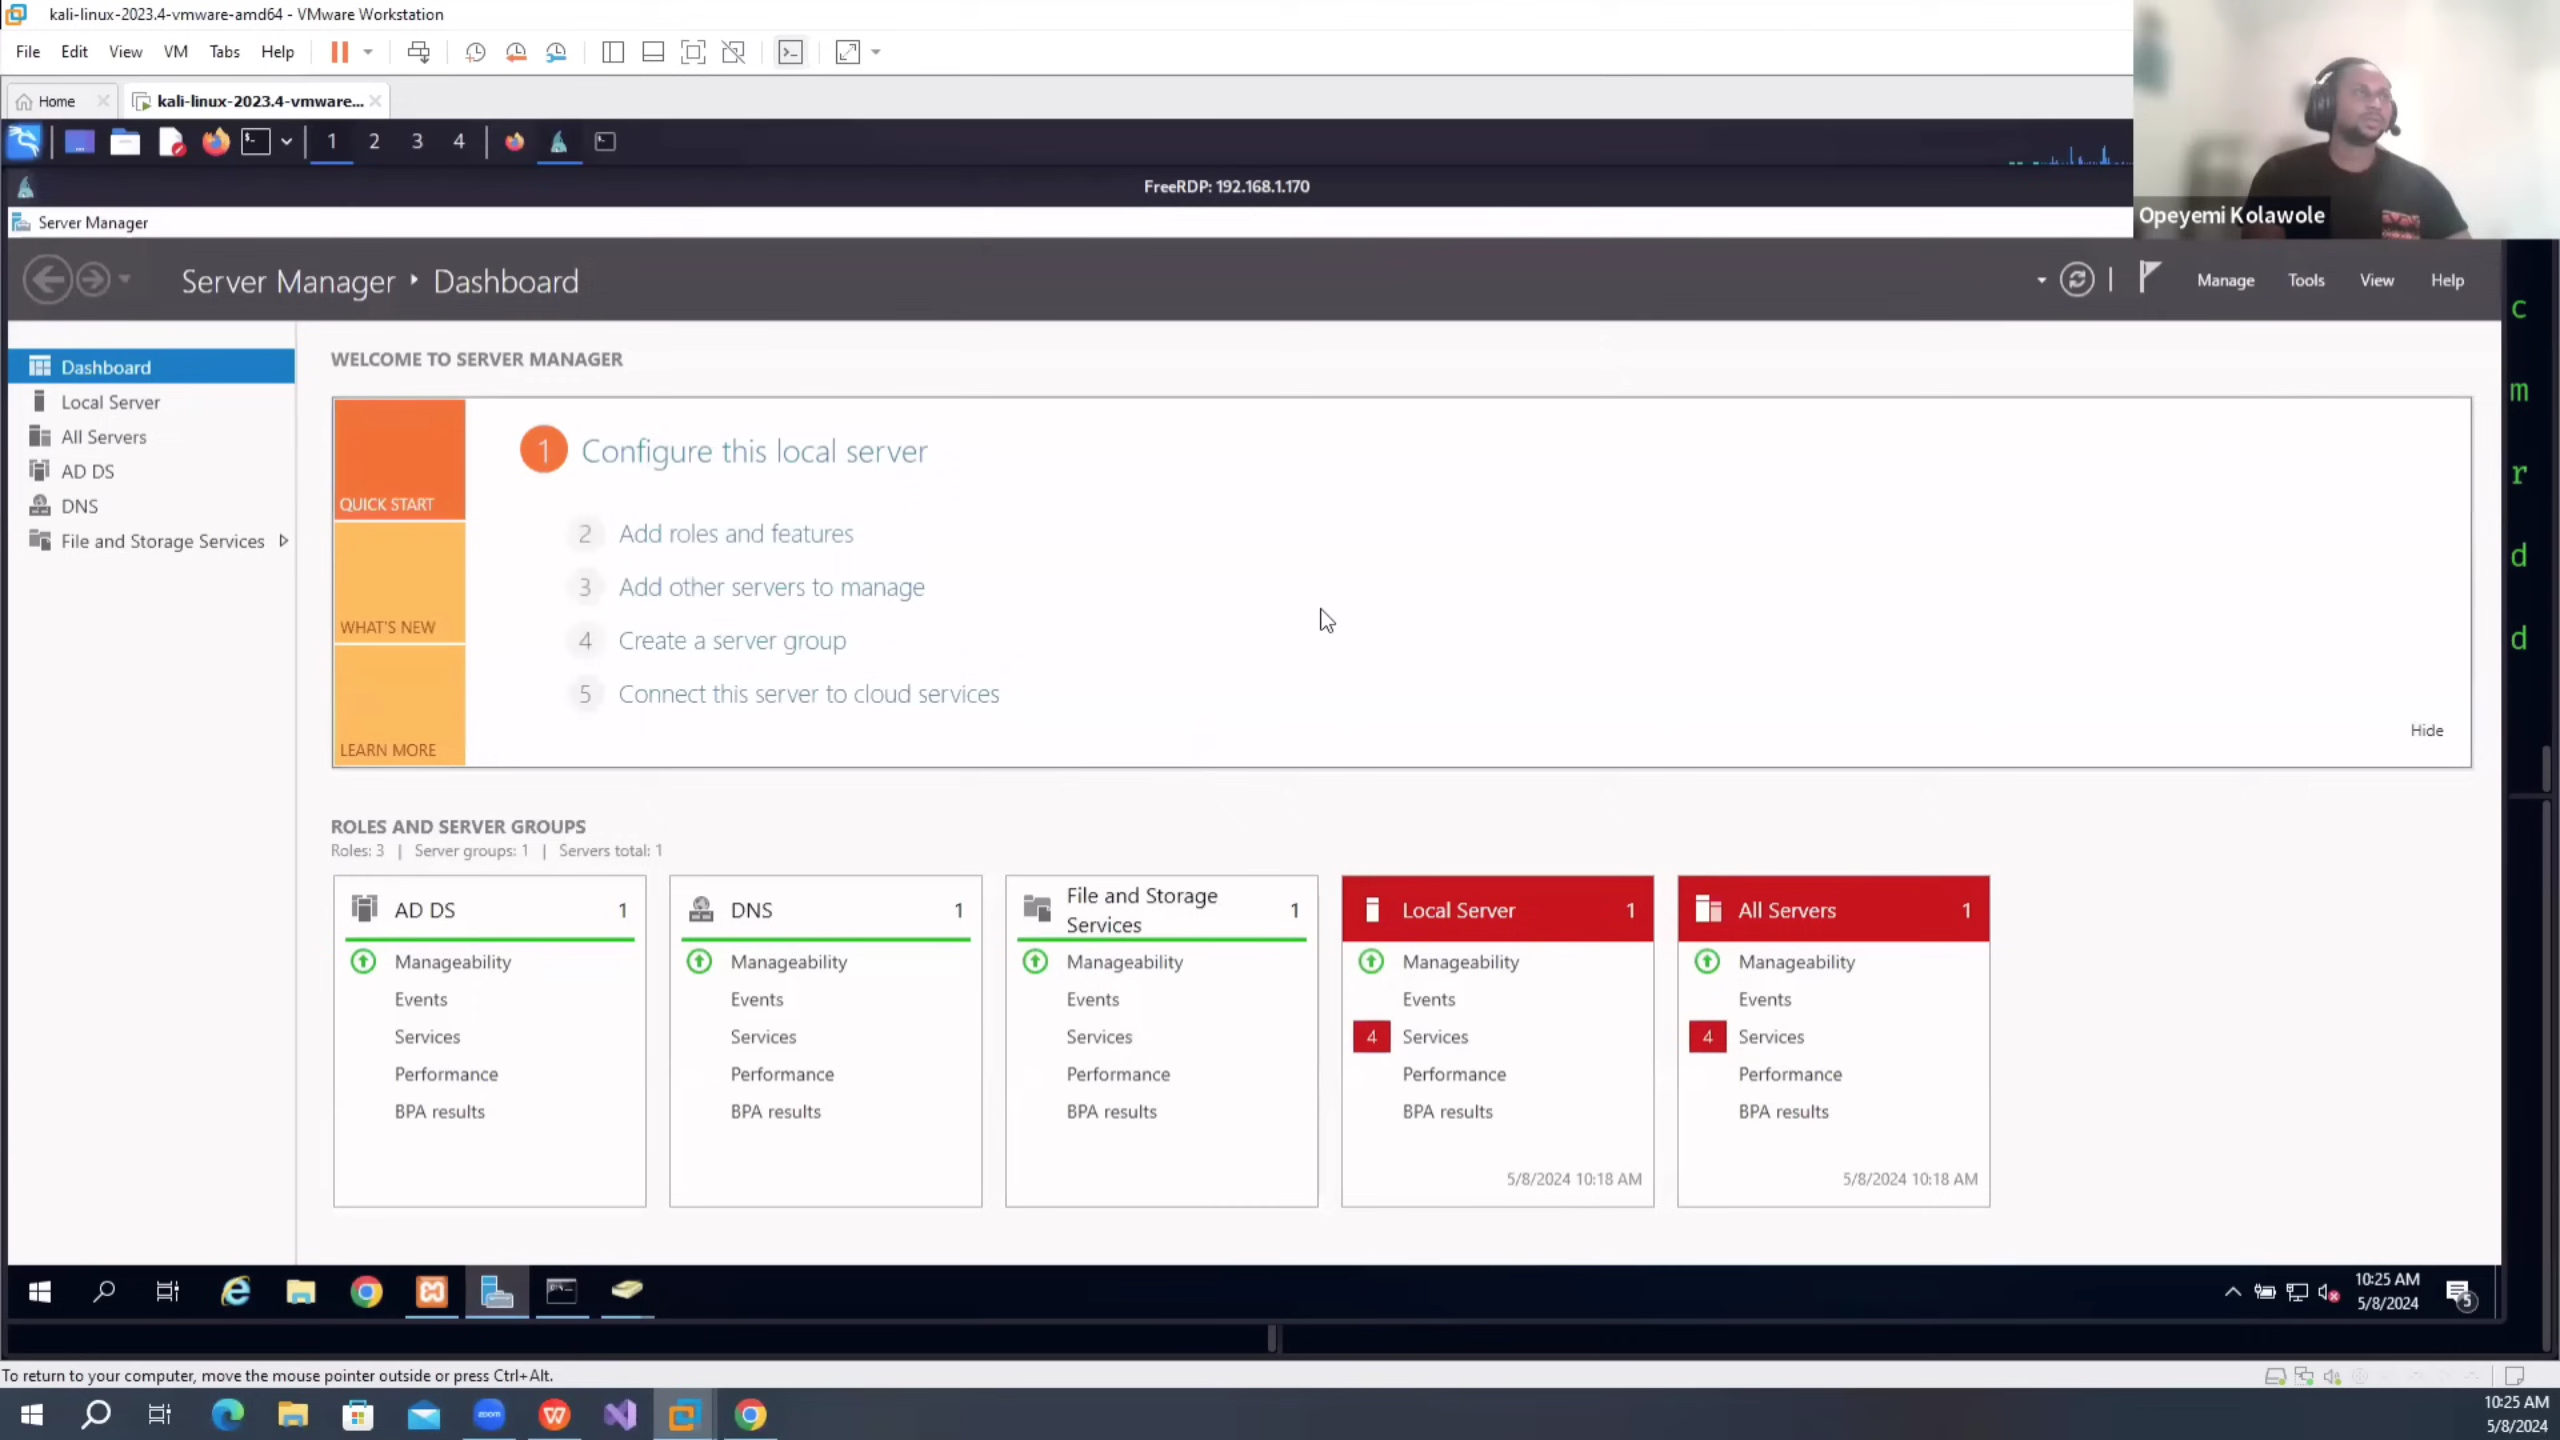 kali-linux-2023.4-vmware-amd64 - VMware Workstation
File Edit View VM Tabs Help
Home kali-linux-2023.4-vmware...
1 2 3 4
FreeRDP: 192.168.1.170
Opeyemi Kolawole
Server Manager
Server Manager Dashboard
Manage Tools View Help
c
m
r
d
d
Dashboard
Local Server
All Servers
AD DS
DNS
File and Storage Services
WELCOME TO SERVER MANAGER
QUICK START
WHAT'S NEW
LEARN MORE
1 Configure this local server
2 Add roles and features
3 Add other servers to manage
4 Create a server group
5 Connect this server to cloud services
Hide
ROLES AND SERVER GROUPS
Roles: 3 | Server groups: 1 | Servers total: 1
AD DS 1
Manageability
Events
Services
Performance
BPA results
DNS 1
Manageability
Events
Services
Performance
BPA results
File and Storage
Services 1
Manageability
Events
Services
Performance
BPA results
Local Server 1
Manageability
Events
4 Services
Performance
BPA results
5/8/2024 10:18 AM
All Servers 1
Manageability
Events
4 Services
Performance
BPA results
5/8/2024 10:18 AM
10:25 AM
5/8/2024
5
To return to your computer, move the mouse pointer outside or press Ctrl+Alt.
zoom
10:25 AM
5/8/2024